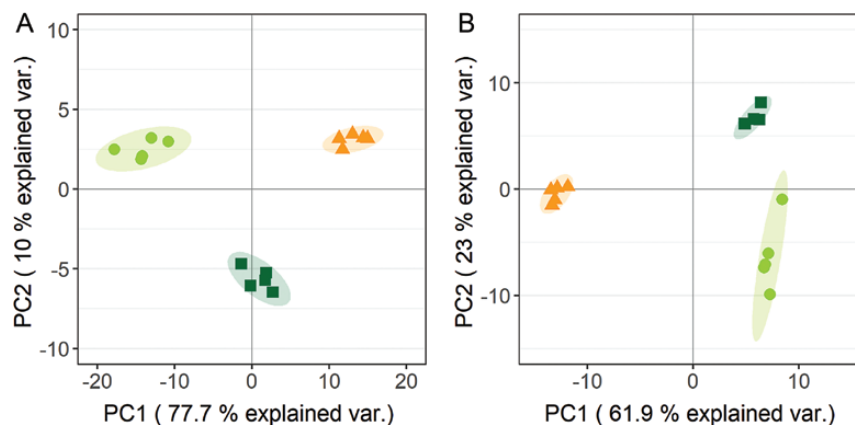 A
B
10
5
0
-5
-10
PC2 ( 10 % explained var.)
-20
-10
0
10
20
PC1 ( 77.7 % explained var.)
10
0
-10
PC2 ( 23 % explained var.)
-10
0
10
PC1 ( 61.9 % explained var.)